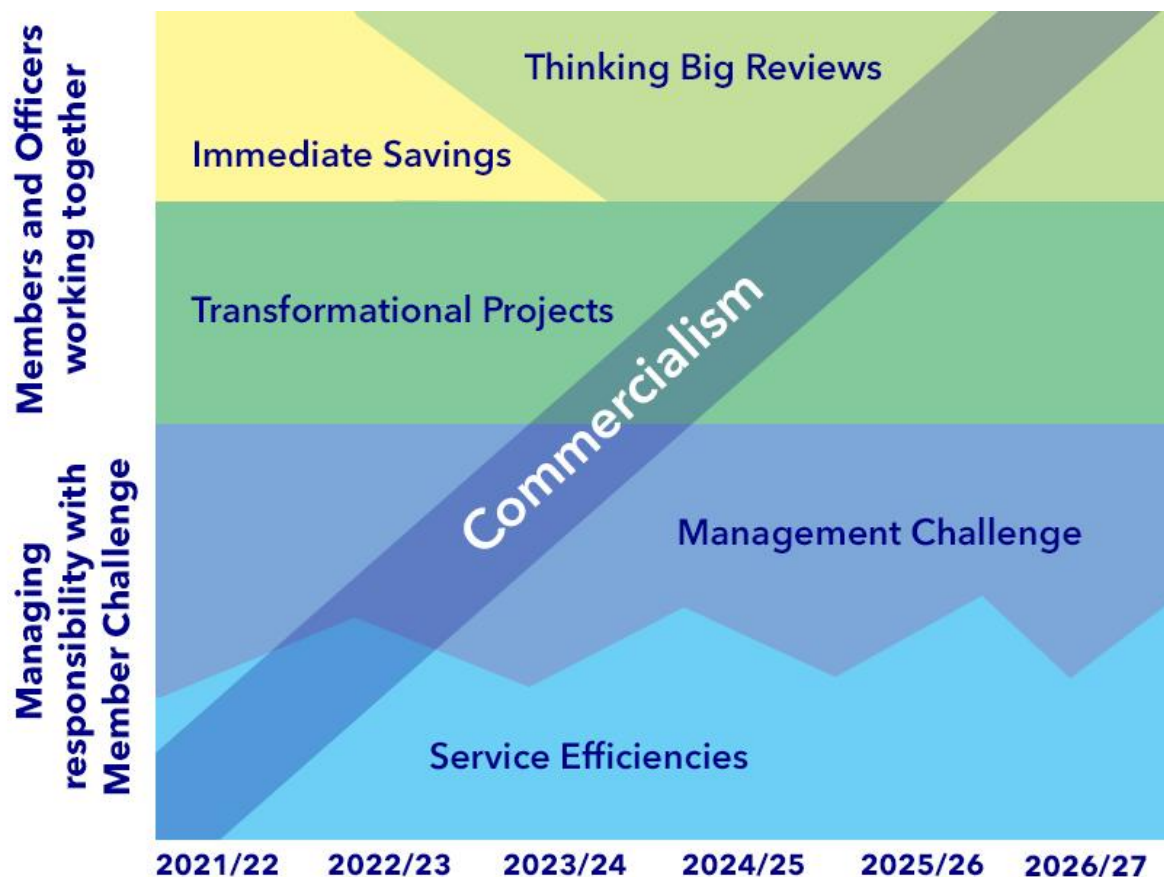 Members and Officers
working together
Managing
responsibility with
Member Challenge
Thinking Big Reviews
Immediate Savings
Transformational Projects
Commercialism
Management Challenge
Service Efficiencies
2021/22 2022/23 2023/24 2024/25 2025/26 2026/27